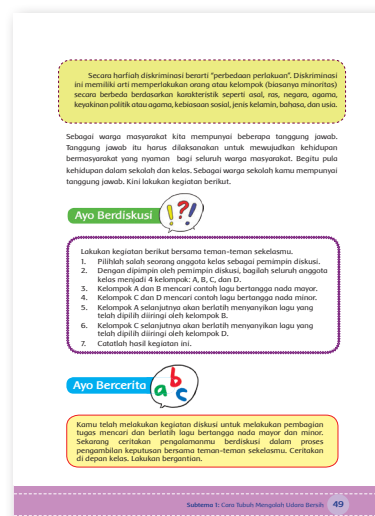 Secara harfiah diskriminasi berarti “perbedaan perlakuan”. Diskriminasi
ini memiliki arti memperlakukan orang atau kelompok (biasanya minoritas)
secara berbeda berdasarkan karakteristik seperti asal, ras, negara, agama,
keyakinan politik atau agama, kebiasaan sosial, jenis kelamin, bahasa, dan usia.
Sebagai warga masyarakat kita mempunyai beberapa tanggung jawab.
Tanggung jawab itu harus dilaksanakan untuk mewujudkan kehidupan
bermasyarakat yang nyaman bagi seluruh warga masyarakat. Begitu pula
kehidupan dalam sekolah dan kelas. Sebagai warga sekolah kamu mempunyai
tanggung jawab. Kini lakukan kegiatan berikut.
Ayo Berdiskusi
!?!
Lakukan kegiatan berikut bersama teman-teman sekelasmu.
1. Pilihlah salah seorang anggota kelas sebagai pemimpin diskusi.
2. Dengan dipimpin oleh pemimpin diskusi, bagilah seluruh anggota
kelas menjadi 4 kelompok: A, B, C, dan D.
3. Kelompok A dan B mencari contoh lagu bertangga nada mayor.
4. Kelompok C dan D mencari contoh lagu bertangga nada minor.
5. Kelompok A selanjutnya akan berlatih menyanyikan lagu yang
telah dipilih diiringi oleh kelompok B.
6. Kelompok C selanjutnya akan berlatih menyanyikan lagu yang
telah dipilih diiringi oleh kelompok D.
7. Catatlah hasil kegiatan ini.
Ayo Bercerita
a b c
Kamu telah melakukan kegiatan diskusi untuk melakukan pembagian
tugas mencari dan berlatih lagu bertangga nada mayor dan minor.
Sekarang ceritakan pengalamanmu berdiskusi dalam proses
pengambilan keputusan bersama teman-teman sekelasmu. Ceritakan
di depan kelas. Lakukan bergantian.
Subtema 1: Cara Tubuh Mengolah Udara Bersih 49